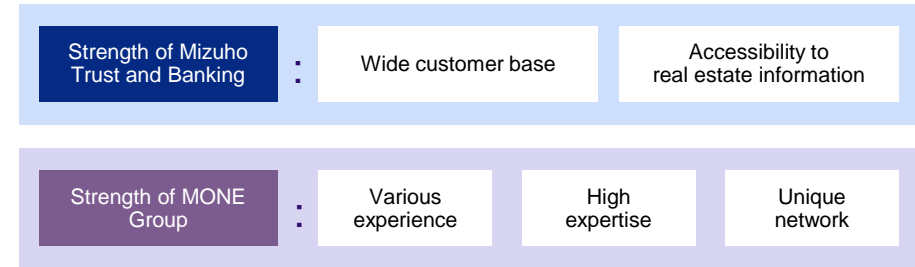 Strength of Mizuho
Trust and Banking
:
Wide customer base
Accessibility to
real estate information
Strength of MONE
Group
:
Various
experience
High
expertise
Unique
network